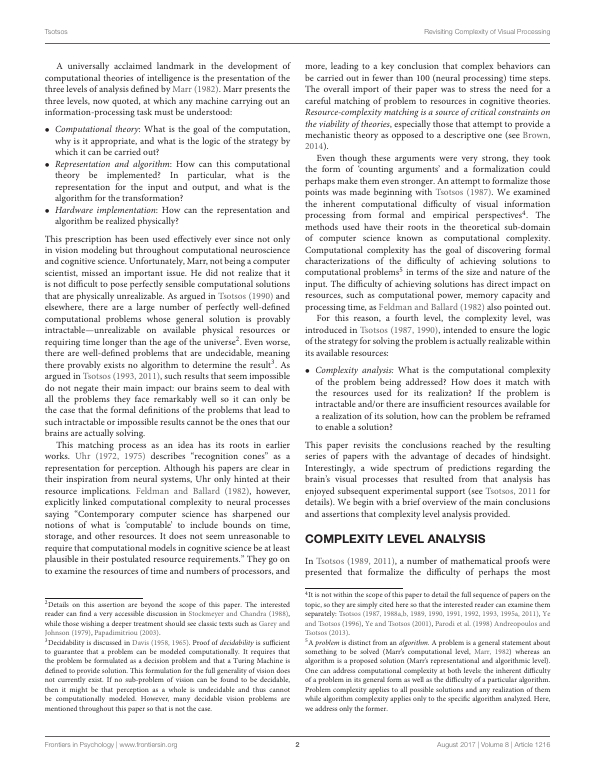 Tsotsos
Revisiting Complexity of Visual Processing
A universally acclaimed landmark in the development of
computational theories of intelligence is the presentation of the
three levels of analysis defined by Marr (1982). Marr presents the
three levels, now quoted, at which any machine carrying out an
information-processing task must be understood:
• Computational theory: What is the goal of the computation,
why is it appropriate, and what is the logic of the strategy by
which it can be carried out?
• Representation and algorithm: How can this computational
theory be implemented? In particular, what is the
representation for the input and output, and what is the
algorithm for the transformation?
• Hardware implementation: How can the representation and
algorithm be realized physically?
This prescription has been used effectively ever since not only
in vision modeling but throughout computational neuroscience
and cognitive science. Unfortunately, Marr, not being a computer
scientist, missed an important issue. He did not realize that it
is not difficult to pose perfectly sensible computational solutions
that are physically unrealizable. As argued in Tsotsos (1990) and
elsewhere, there are a large number of perfectly well-defined
computational problems whose general solution is provably
intractable—unrealizable on available physical resources or
requiring time longer than the age of the universe2. Even worse,
there are well-defined problems that are undecidable, meaning
there provably exists no algorithm to determine the result3. As
argued in Tsotsos (1993, 2011), such results that seem impossible
do not negate their main impact: our brains seem to deal with
all the problems they face remarkably well so it can only be
the case that the formal definitions of the problems that lead to
such intractable or impossible results cannot be the ones that our
brains are actually solving.
This matching process as an idea has its roots in earlier
works. Uhr (1972, 1975) describes “recognition cones” as a
representation for perception. Although his papers are clear in
their inspiration from neural systems, Uhr only hinted at their
resource implications. Feldman and Ballard (1982), however,
explicitly linked computational complexity to neural processes
saying “Contemporary computer science has sharpened our
notions of what is ‘computable’ to include bounds on time,
storage, and other resources. It does not seem unreasonable to
require that computational models in cognitive science be at least
plausible in their postulated resource requirements.” They go on
to examine the resources of time and numbers of processors, and
2Details on this assertion are beyond the scope of this paper. The interested
reader can find a very accessible discussion in Stockmeyer and Chandra (1988),
while those wishing a deeper treatment should see classic texts such as Garey and
Johnson (1979), Papadimitriou (2003).
3Decidability is discussed in Davis (1958, 1965). Proof of decidability is sufficient
to guarantee that a problem can be modeled computationally. It requires that
the problem be formulated as a decision problem and that a Turing Machine is
defined to provide solution. This formulation for the full generality of vision does
not currently exist. If no sub-problem of vision can be found to be decidable,
then it might be that perception as a whole is undecidable and thus cannot
be computationally modeled. However, many decidable vision problems are
mentioned throughout this paper so that is not the case.
more, leading to a key conclusion that complex behaviors can
be carried out in fewer than 100 (neural processing) time steps.
The overall import of their paper was to stress the need for a
careful matching of problem to resources in cognitive theories.
Resource-complexity matching is a source of critical constraints on
the viability of theories, especially those that attempt to provide a
mechanistic theory as opposed to a descriptive one (see Brown,
2014).
Even though these arguments were very strong, they took
the form of ‘counting arguments’ and a formalization could
perhaps make them even stronger. An attempt to formalize those
points was made beginning with Tsotsos (1987). We examined
the inherent computational difficulty of visual information
processing from formal and empirical perspectives4. The
methods used have their roots in the theoretical sub-domain
of computer science known as computational complexity.
Computational complexity has the goal of discovering formal
characterizations of the difficulty of achieving solutions to
computational problems5 in terms of the size and nature of the
input. The difficulty of achieving solutions has direct impact on
resources, such as computational power, memory capacity and
processing time, as Feldman and Ballard (1982) also pointed out.
For this reason, a fourth level, the complexity level, was
introduced in Tsotsos (1987, 1990), intended to ensure the logic
of the strategy for solving the problem is actually realizable within
its available resources:
• Complexity analysis: What is the computational complexity
of the problem being addressed? How does it match with
the resources used for its realization? If the problem is
intractable and/or there are insufficient resources available for
a realization of its solution, how can the problem be reframed
to enable a solution?
This paper revisits the conclusions reached by the resulting
series of papers with the advantage of decades of hindsight.
Interestingly, a wide spectrum of predictions regarding the
brain’s visual processes that resulted from that analysis has
enjoyed subsequent experimental support (see Tsotsos, 2011 for
details). We begin with a brief overview of the main conclusions
and assertions that complexity level analysis provided.
COMPLEXITY LEVEL ANALYSIS
In Tsotsos (1989, 2011), a number of mathematical proofs were
presented that formalize the difficulty of perhaps the most
4It is not within the scope of this paper to detail the full sequence of papers on the
topic, so they are simply cited here so that the interested reader can examine them
separately: Tsotsos (1987, 1988a,b, 1989, 1990, 1991, 1992, 1993, 1995a, 2011), Ye
and Tsotsos (1996), Ye and Tsotsos (2001), Parodi et al. (1998) Andreopoulos and
Tsotsos (2013).
5A problem is distinct from an algorithm. A problem is a general statement about
something to be solved (Marr’s computational level, Marr, 1982) whereas an
algorithm is a proposed solution (Marr’s representational and algorithmic level).
One can address computational complexity at both levels: the inherent difficulty
of a problem in its general form as well as the difficulty of a particular algorithm.
Problem complexity applies to all possible solutions and any realization of them
while algorithm complexity applies only to the specific algorithm analyzed. Here,
we address only the former.
Frontiers in Psychology | www.frontiersin.org
2
August 2017 | Volume 8 | Article 1216